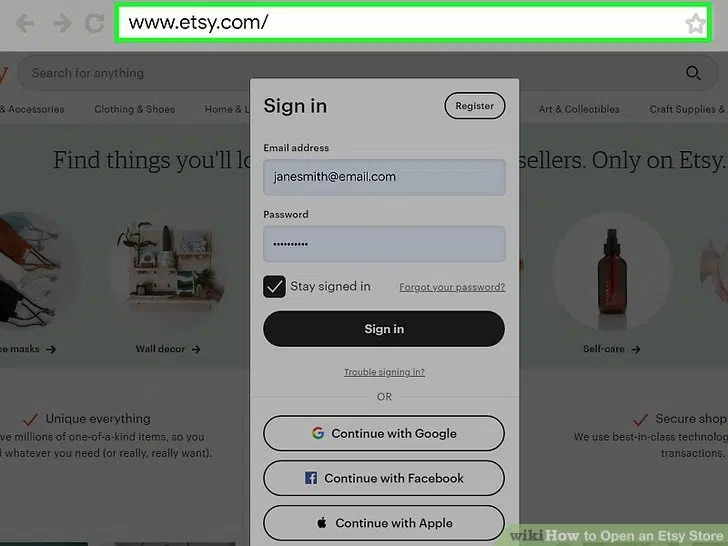 www.etsy.com/
Search for anything
& Accessories
Clothing & Shoes
Home & L
Art & Collectibles
Craft Supplies &
Sign in
Register
Find things you'll lo
sellers. Only on Etsy.
Email address
janesmith@email.com
Password
••••••••••
Stay signed in
Forgot your password?
Sign in
ce masks →
Wall decor →
Self-care →
Trouble signing in?
OR
Unique everything
ve millions of one-of-a-kind items, so you
d whatever you need (or really, really want).
Secure shop
We use best-in-class technolog
transactions.
Continue with Google
Continue with Facebook
Continue with Apple
wikiHow to Open an Etsy Store